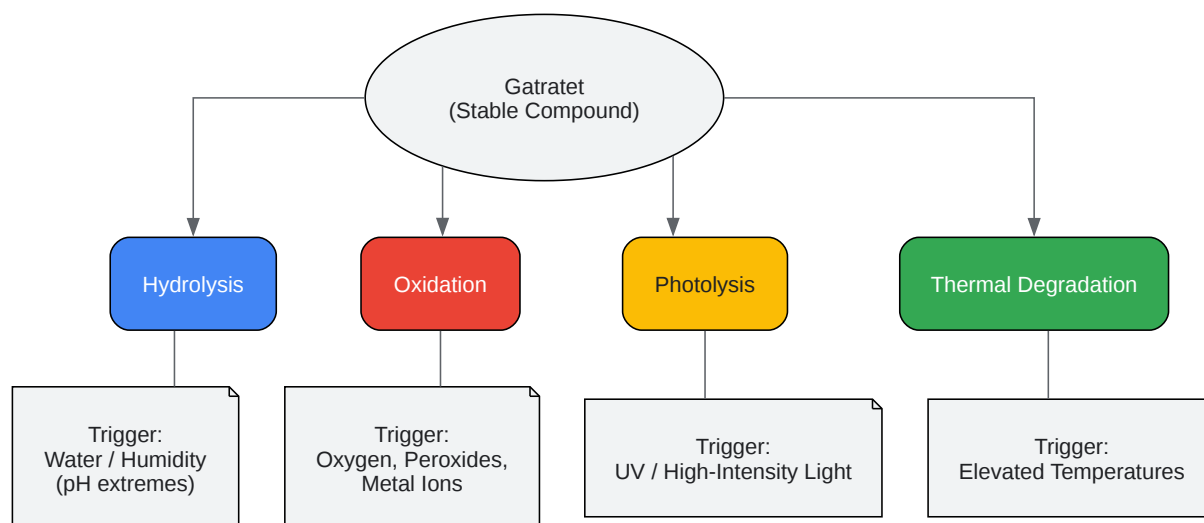 Gatratet
(Stable Compound)
Hydrolysis
Oxidation
Photolysis
Thermal Degradation
Trigger:
Water / Humidity
(pH extremes)
Trigger:
Oxygen, Peroxides,
Metal Ions
Trigger:
UV / High-Intensity Light
Trigger:
Elevated Temperatures